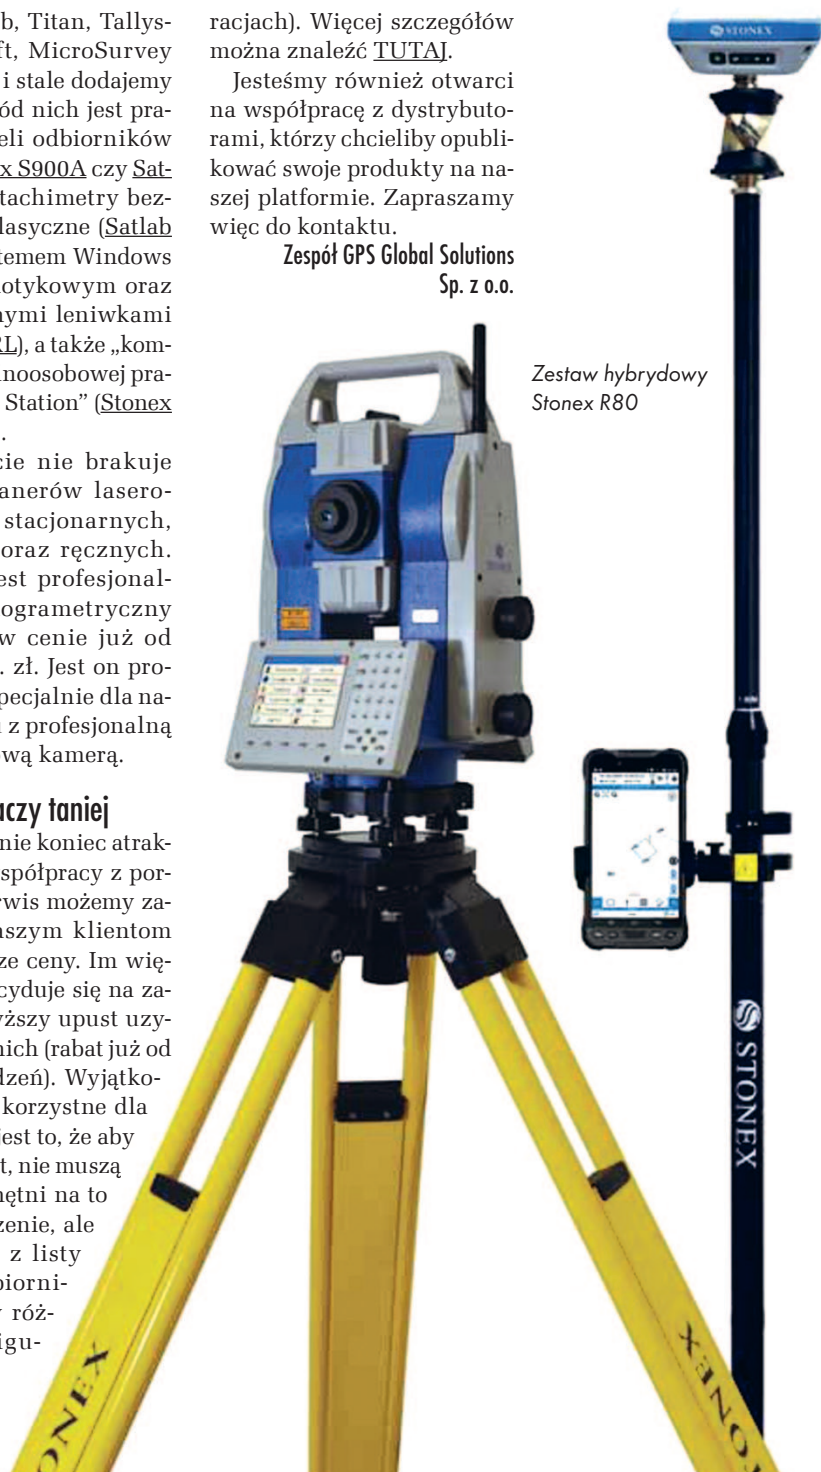 b, Titan, Tallys-
ft, MicroSurvey
i stale dodajemy
ód nich jest pra-
eli odbiorników
x S900A czy Sat-
tachimetry bez-
lasyczne (Satlab
temem Windows
otykowym oraz
nymi leniwkami
RL), a także „kom-
noosobowej pra-
Station” (Stonex
.
cie nie brakuje
anerów lasero-
stacjonarnych,
oraz ręcznych.
est profesjonal-
ogrametryczny
w cenie już od
. zł. Jest on pro-
pecjalnie dla na-
u z profesjonalną
ową kamerą.
aczy taniej
nie koniec atrak-
spółpracy z por-
rwis możemy za-
aszym klientom
ze ceny. Im wię-
cyduje się na za-
yższy upust uzy-
nich (rabat już od
dzeń). Wyjątko-
korzystne dla
jest to, że aby
t, nie muszą
hętni na to
zenie, ale
z listy
biorni-
y róż-
igu-
racjach). Więcej szczegółów
można znaleźć TUTAJ.
Jesteśmy również otwarci
na współpracę z dystrybuto-
rami, którzy chcieliby opubli-
kować swoje produkty na na-
szej platformie. Zapraszamy
więc do kontaktu.
Zespół GPS Global Solutions
Sp. z o.o.
Zestaw hybrydowy
Stonex R80
STONEX
STONEX
STONEX
TONEX